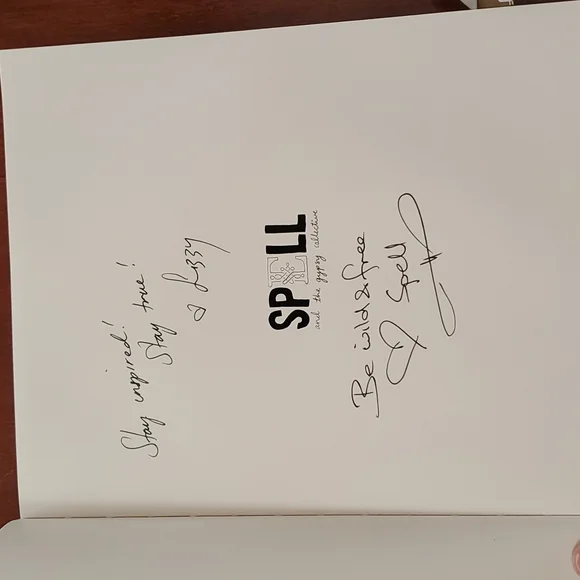 Stay inspired!
Stay true!
♡ Lizzy
SPELL
and the gypsy collective
Be wild & free
♡ Spell